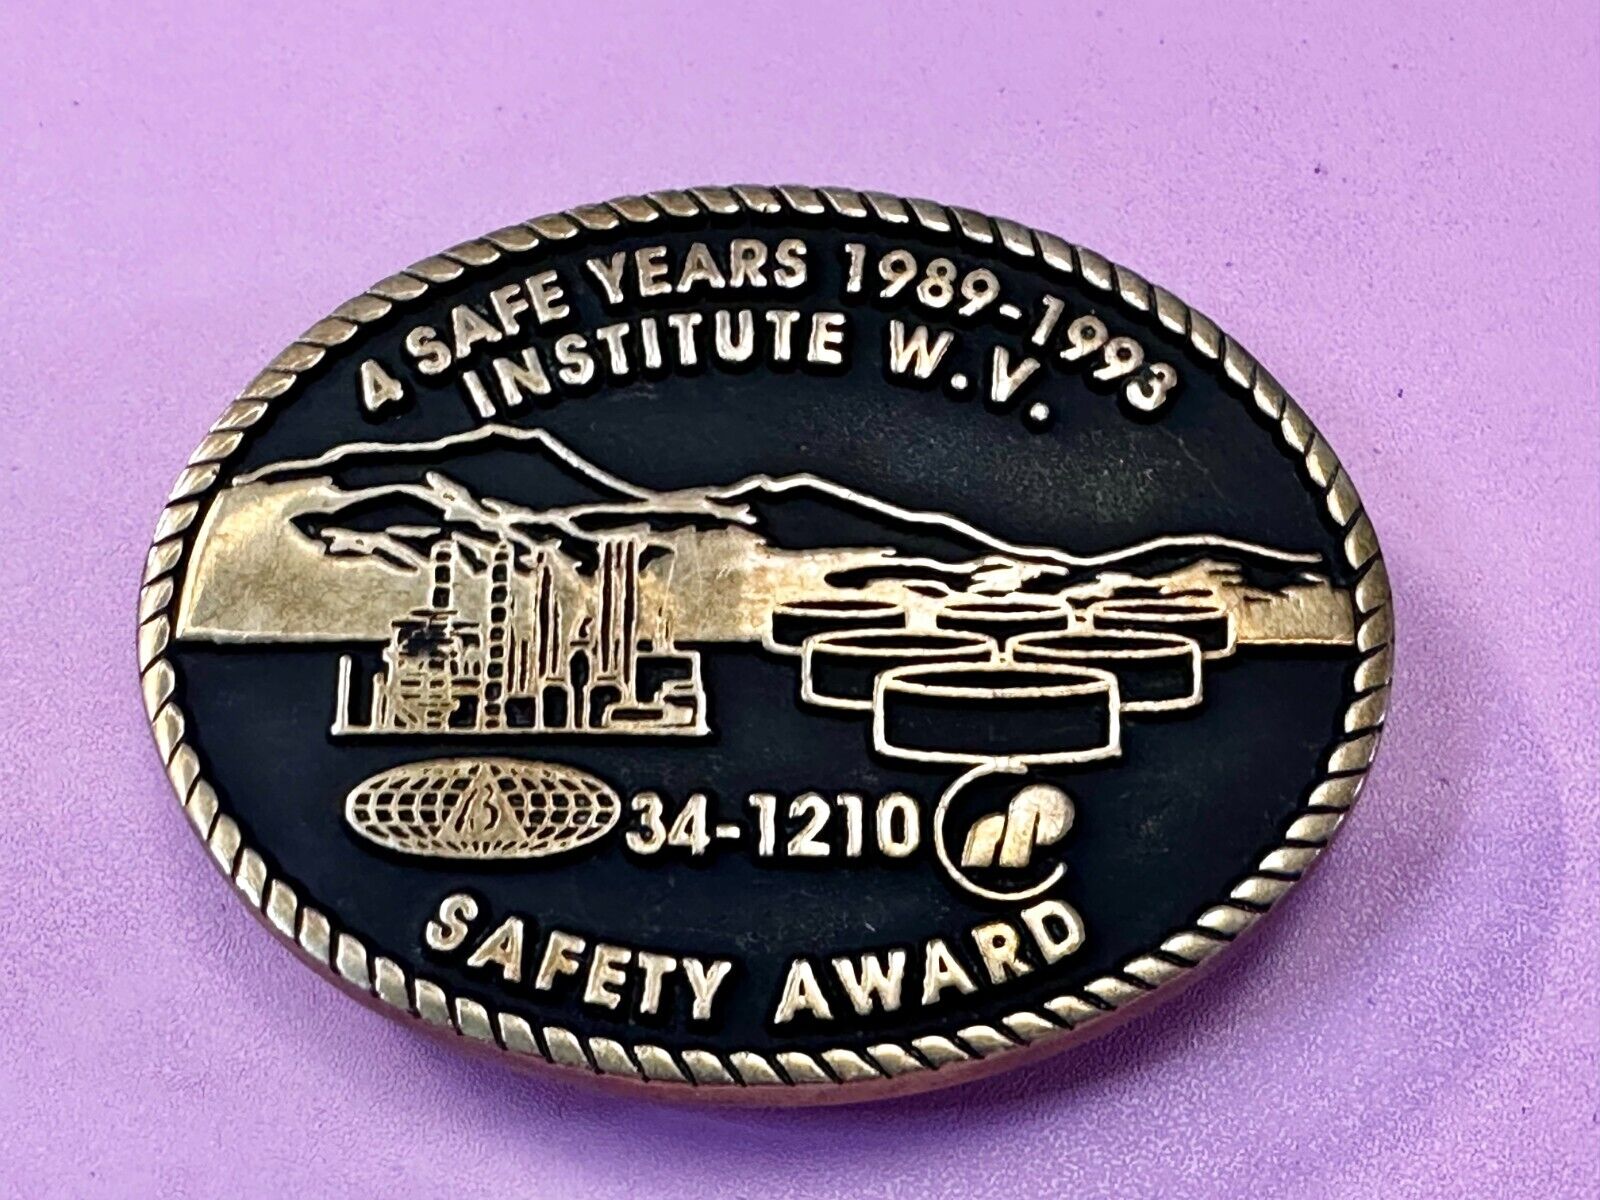 4 SAFE YEARS 1989-1993
INSTITUTE W.V.
34-1210
SAFETY AWARD